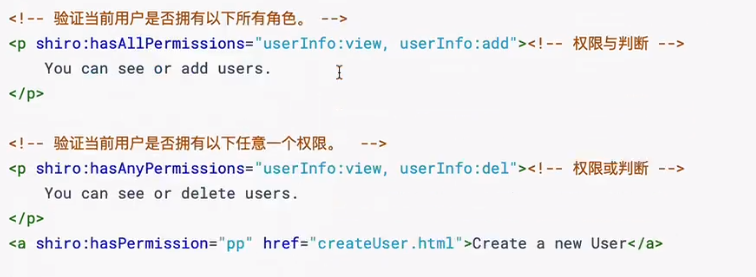 <!-- 验证当前用户是否拥有以下所有角色。 -->
<p shiro:hasAllPermissions="userInfo:view, userInfo:add"><!-- 权限与判断 -->
    You can see or add users.
</p>
<!-- 验证当前用户是否拥有以下任意一个权限。  -->
<p shiro:hasAnyPermissions="userInfo:view, userInfo:del"><!-- 权限或判断 -->
    You can see or delete users.
</p>
<a shiro:hasPermission="pp" href="createUser.html">Create a new User</a>